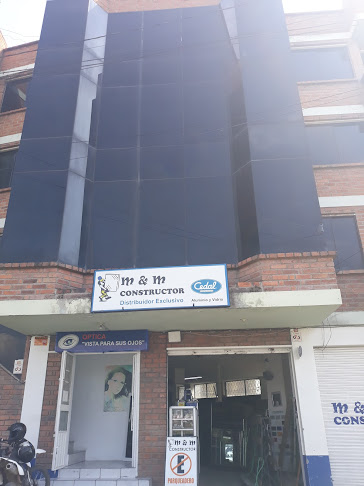 M & M
CONSTRUCTOR
Distribuidor Exclusivo
Cedal
Aluminio y Vidrio
OPTICA
"VISTA PARA SUS OJOS"
M & M
CONSTRUCTOR
E
PARQUEADERO
M &
CONS